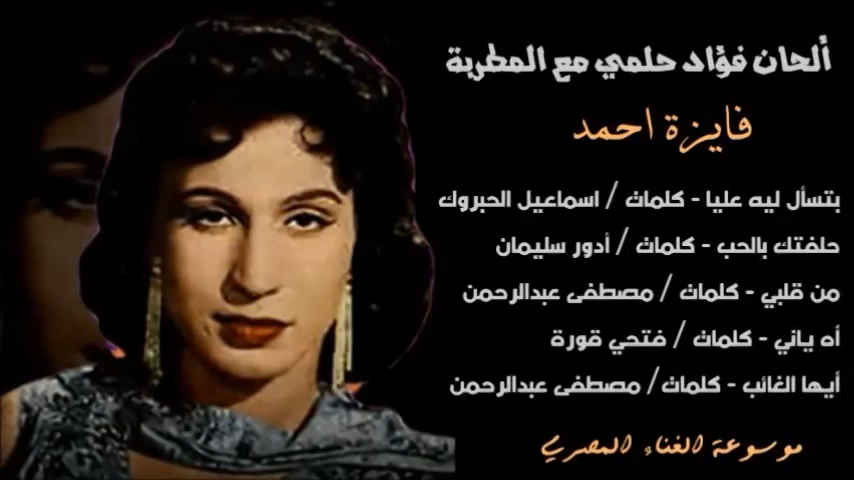 ألحان فؤاد حلمي مع المطربة
فايزة احمد
بتسأل ليه عليا - كلمات / اسماعيل الحبروك
حلفتك بالحب - كلمات / أدور سليمان
من قلبي - كلمات / مصطفى عبدالرحمن
أه ياني - كلمات / فتحي قورة
أيها الغائب - كلمات/ مصطفى عبدالرحمن
موسوعة الغناء المصري